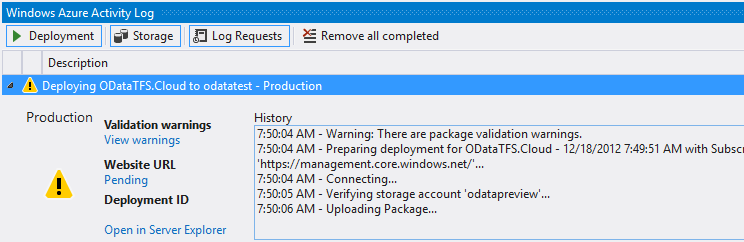 Windows Azure Activity Log
Deployment Storage Log Requests Remove all completed
Description
Deploying ODataTFS.Cloud to odatatest - Production
Production
Validation warnings
View warnings
Website URL
Pending
Deployment ID
Open in Server Explorer
History
7:50:04 AM - Warning: There are package validation warnings.
7:50:04 AM - Preparing deployment for ODataTFS.Cloud - 12/18/2012 7:49:51 AM with
'https://management.core.windows.net/'...
7:50:04 AM - Connecting...
7:50:05 AM - Verifying storage account 'odatapreview'...
7:50:06 AM - Uploading Package...